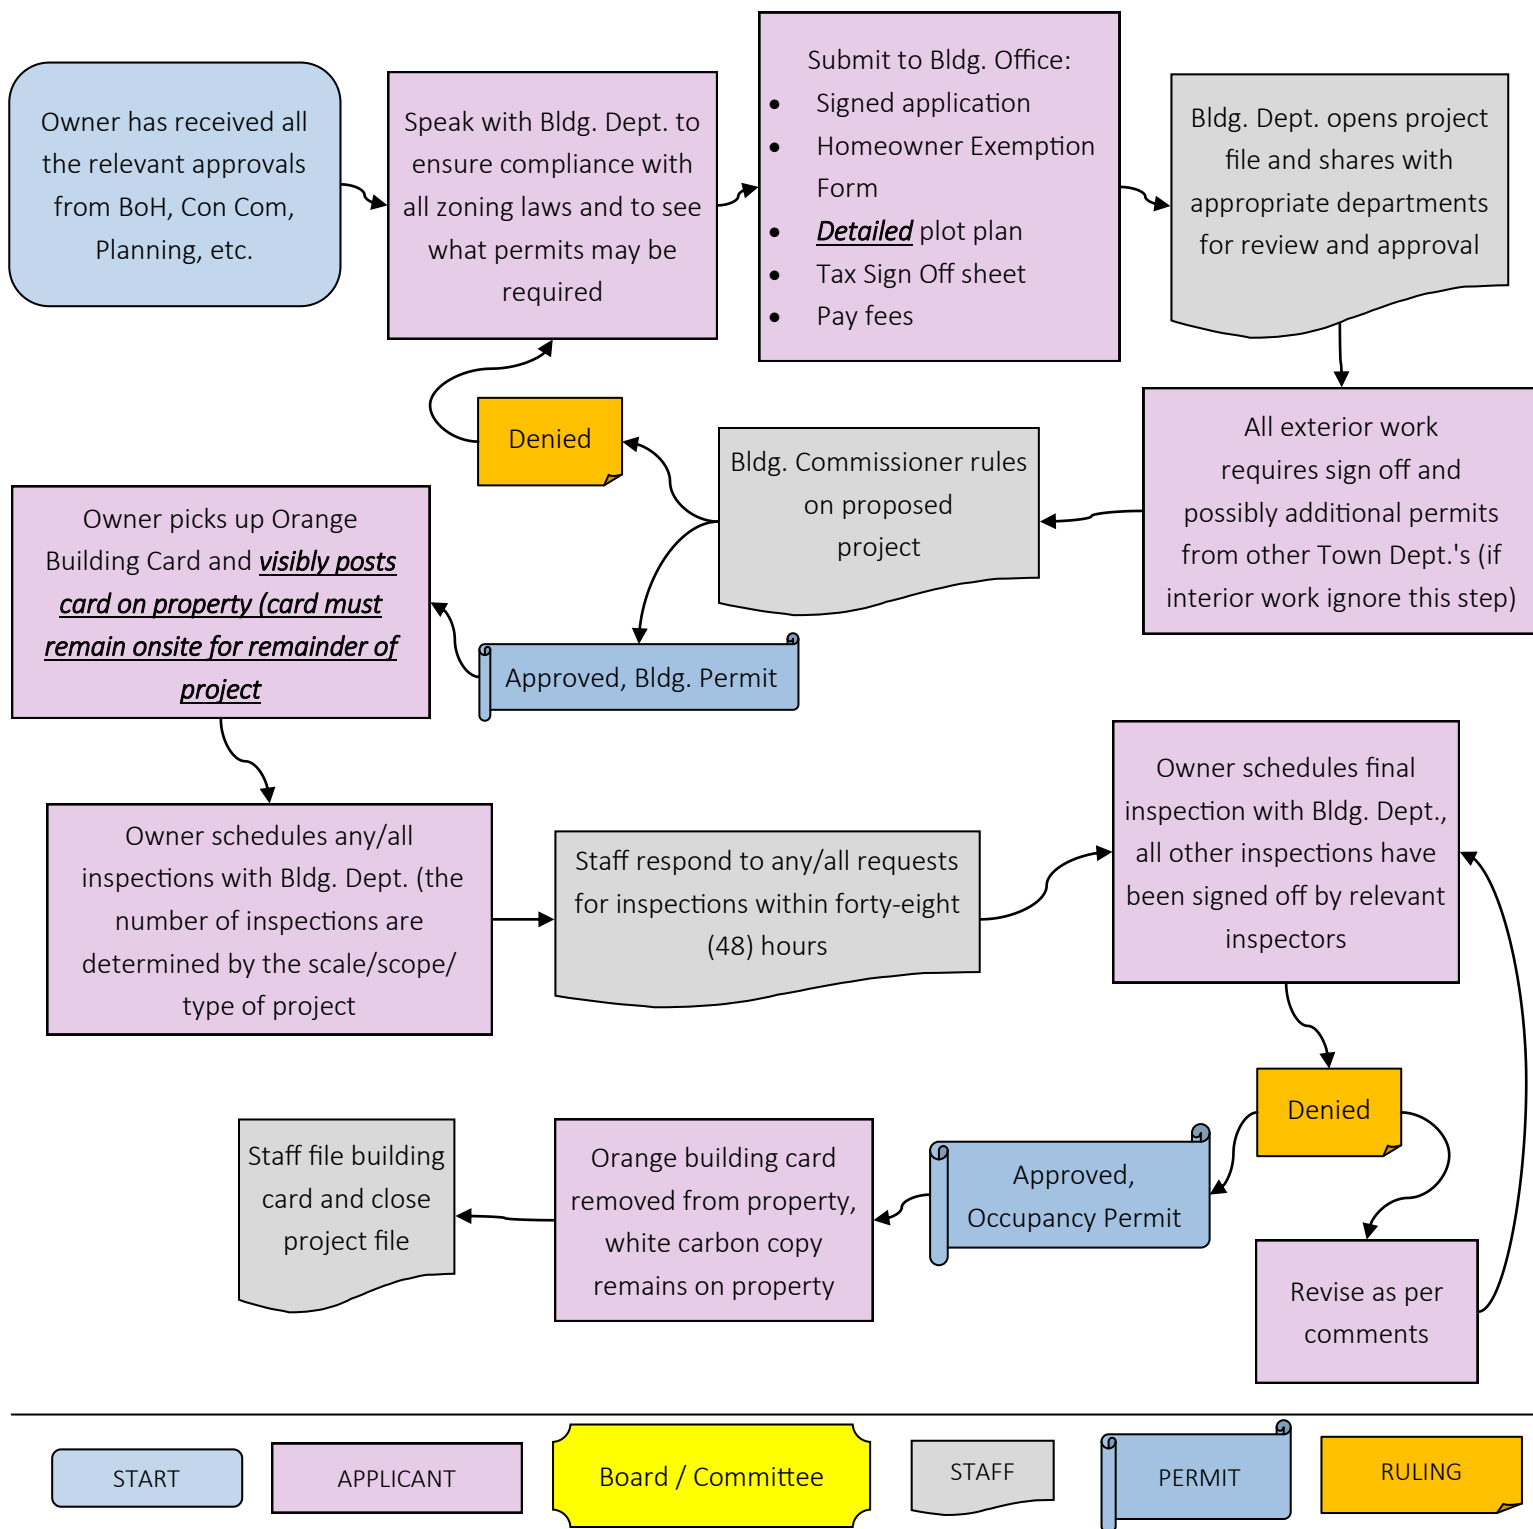 Owner has received all
the relevant approvals
from BoH, Con Com,
Planning, etc.
Speak with Bldg. Dept. to
ensure compliance with
all zoning laws and to see
what permits may be
required
Submit to Bldg. Office:
• Signed application
• Homeowner Exemption
Form
• Detailed plot plan
• Tax Sign Off sheet
• Pay fees
Bldg. Dept. opens project
file and shares with
appropriate departments
for review and approval
All exterior work
requires sign off and
possibly additional permits
from other Town Dept.'s (if
interior work ignore this step)
Bldg. Commissioner rules
on proposed
project
Denied
Approved, Bldg. Permit
Owner picks up Orange
Building Card and visibly posts
card on property (card must
remain onsite for remainder of
project
Owner schedules any/all
inspections with Bldg. Dept. (the
number of inspections are
determined by the scale/scope/
type of project
Staff respond to any/all requests
for inspections within forty-eight
(48) hours
Owner schedules final
inspection with Bldg. Dept.,
all other inspections have
been signed off by relevant
inspectors
Denied
Revise as per
comments
Approved,
Occupancy Permit
Orange building card
removed from property,
white carbon copy
remains on property
Staff file building
card and close
project file
START
APPLICANT
Board / Committee
STAFF
PERMIT
RULING